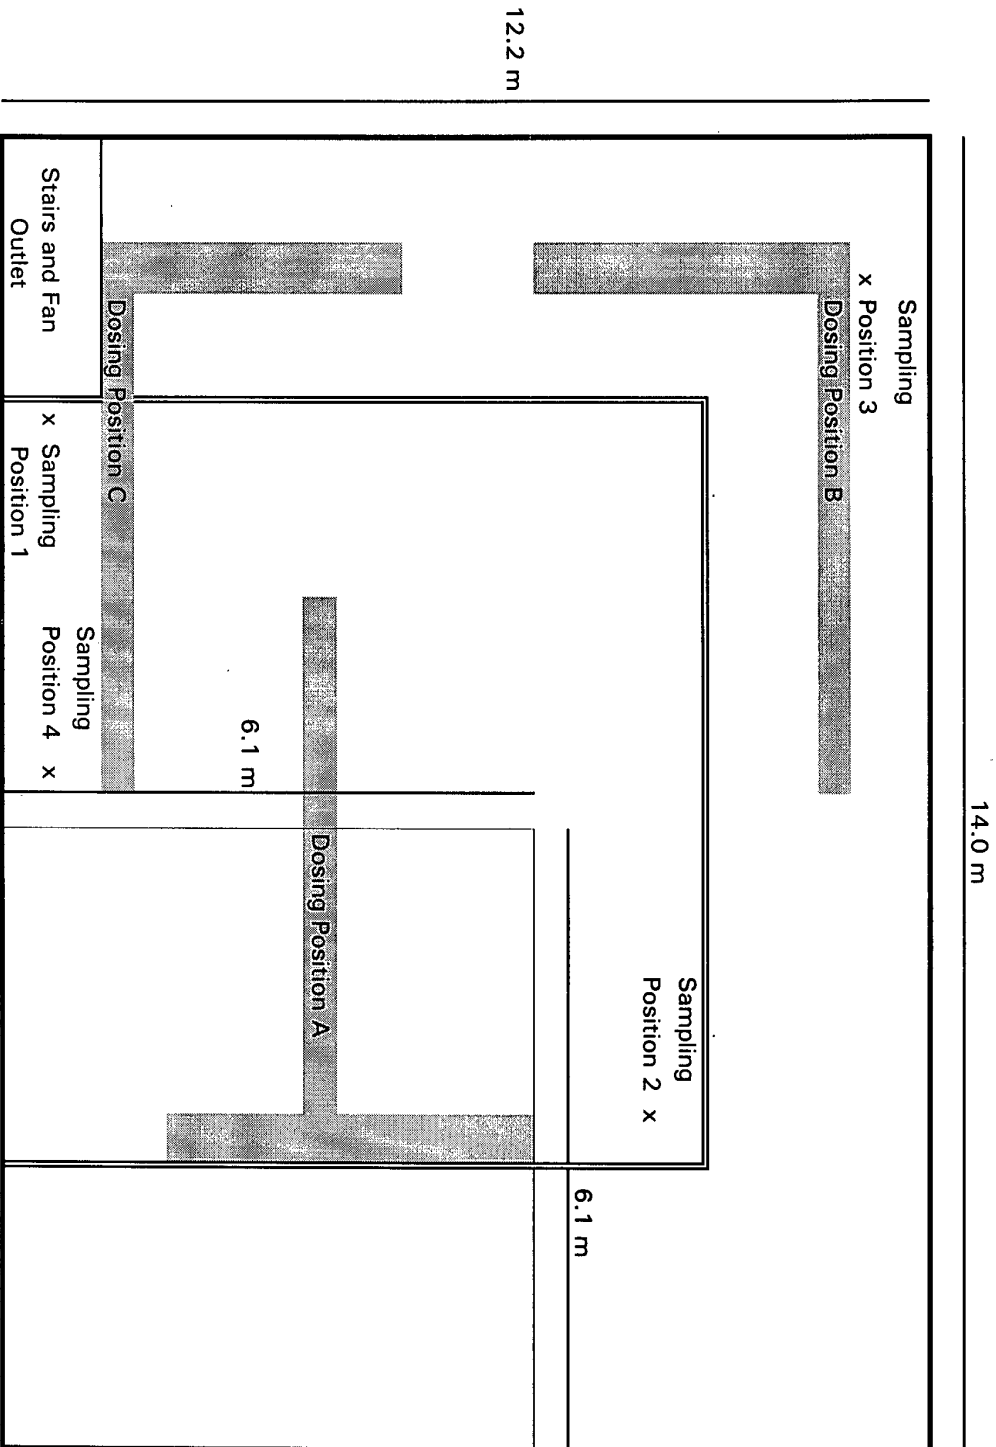 14.0 m
12.2 m
Sampling
x Position 3
Dosing Position B
Sampling
Position 2 x
6.1 m
Dosing Position A
6.1 m
Dosing Position C
Sampling
Position 4 x
Stairs and Fan
Outlet
x Sampling
Position 1